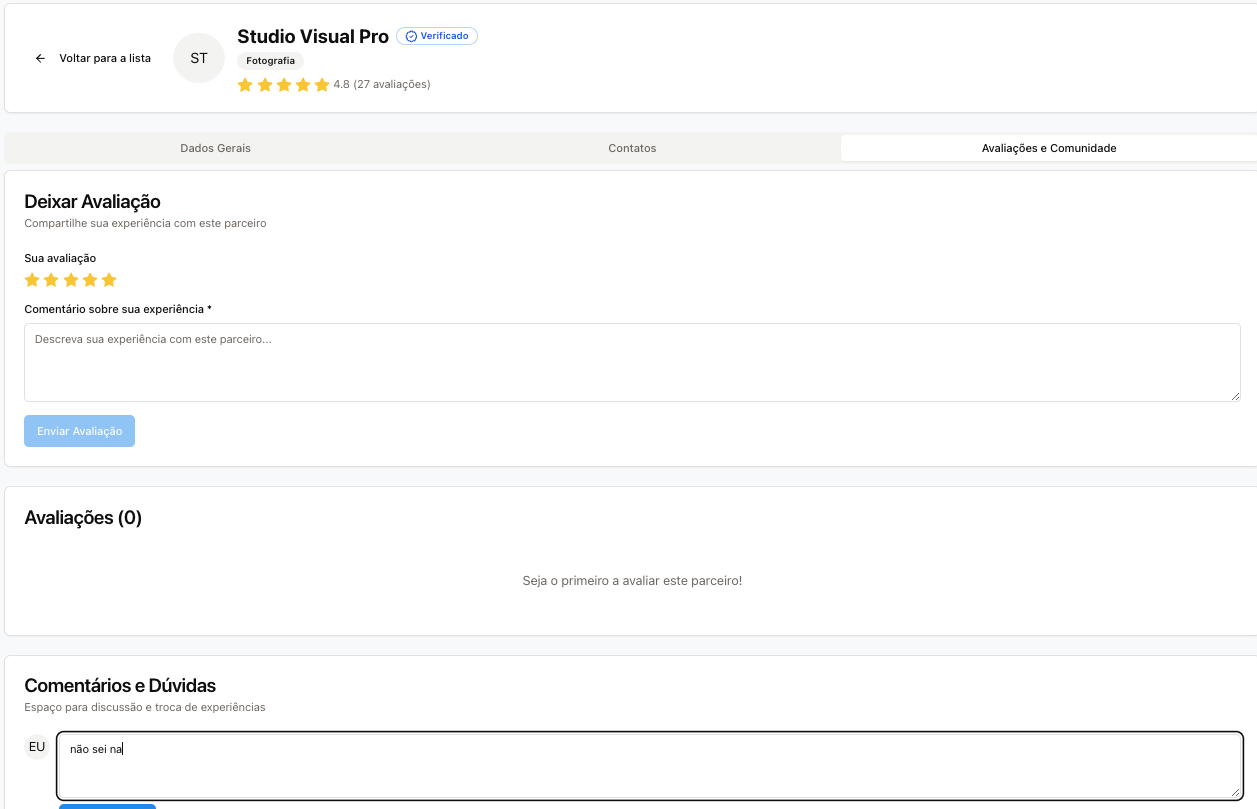 Voltar para a lista
ST
Studio Visual Pro
Verificado
Fotografia
4.8 (27 avaliações)
Dados Gerais
Contatos
Avaliações e Comunidade
Deixar Avaliação
Compartilhe sua experiência com este parceiro
Sua avaliação
Comentário sobre sua experiência *
Descreva sua experiência com este parceiro...
Enviar Avaliação
Avaliações (0)
Seja o primeiro a avaliar este parceiro!
Comentários e Dúvidas
Espaço para discussão e troca de experiências
EU
não sei na